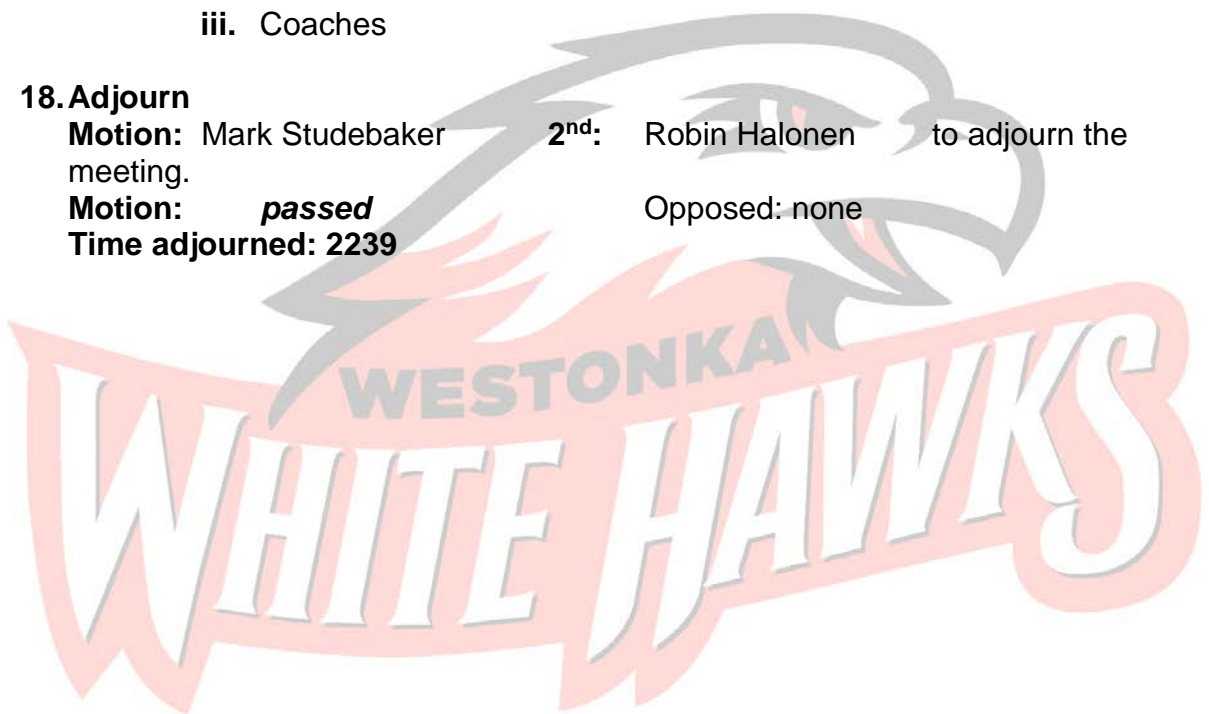 iii. Coaches
18. Adjourn
Motion: Mark Studebaker 2nd: Robin Halonen to adjourn the
meeting.
Motion: passed Opposed: none
Time adjourned: 2239
WESTONKA
WHITE HAWKS